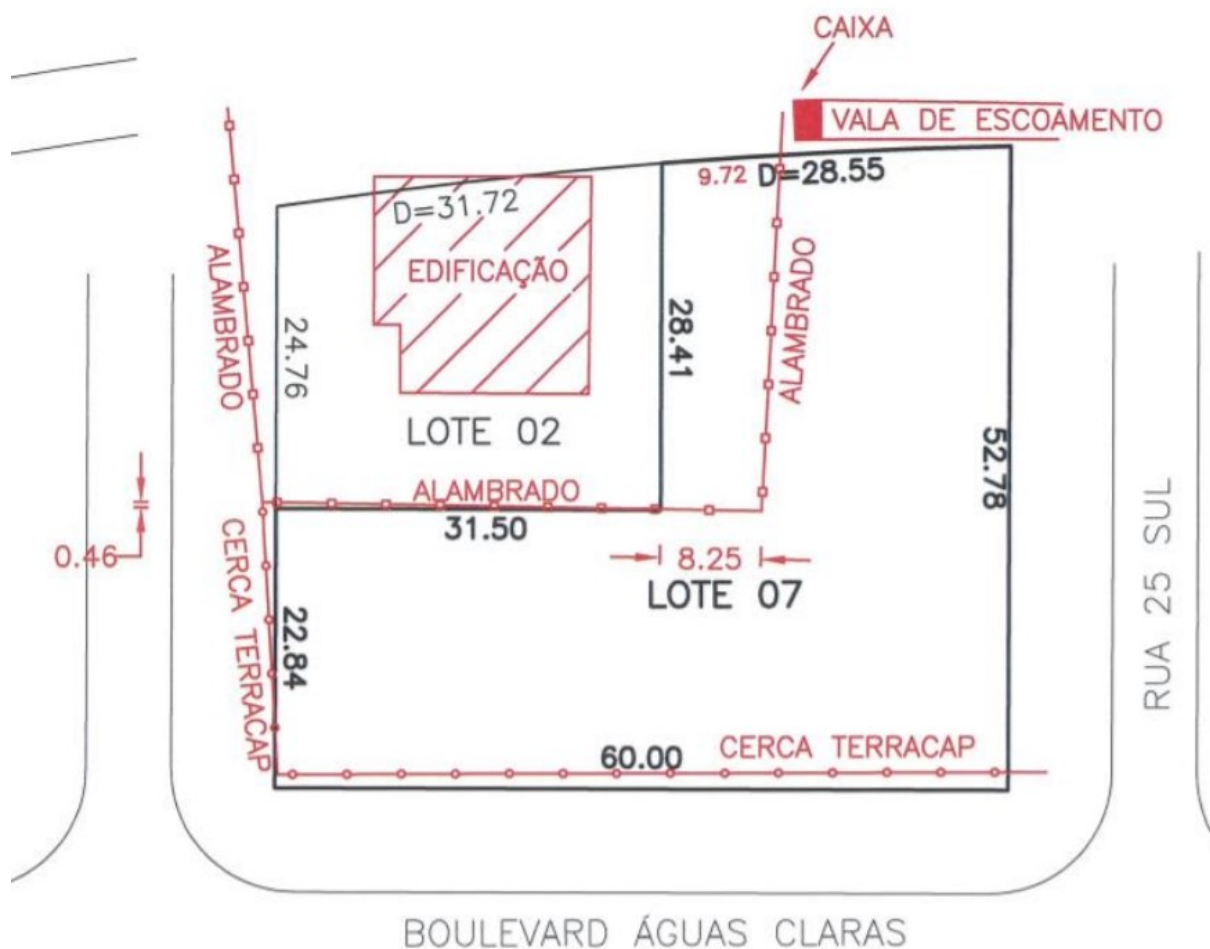 CAIXA
VALA DE ESCOAMENTO
9.72
D=28.55
D=31.72
EDIFICAÇÃO
ALAMBRADO
ALAMBRADO
24.76
28.41
LOTE 02
52.78
ALAMBRADO
31.50
0.46
8.25
LOTE 07
CERCA TERRACAP
22.84
RUA 25 SUL
60.00
CERCA TERRACAP
BOULEVARD ÁGUAS CLARAS